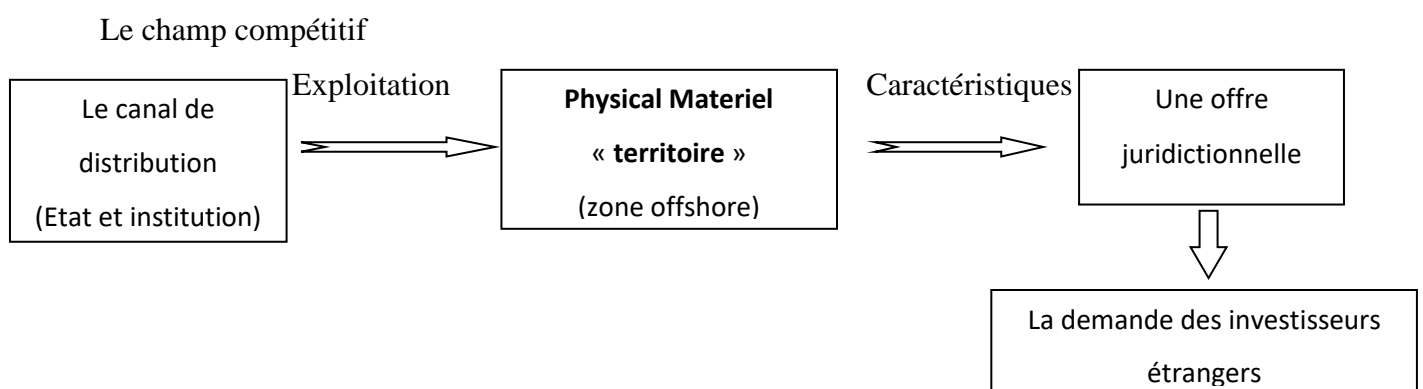 Le champ compétitif
Le canal de
distribution
(Etat et institution)
Exploitation
Physical Materiel
« territoire »
(zone offshore)
Caractéristiques
Une offre
juridictionnelle
La demande des investisseurs
étrangers